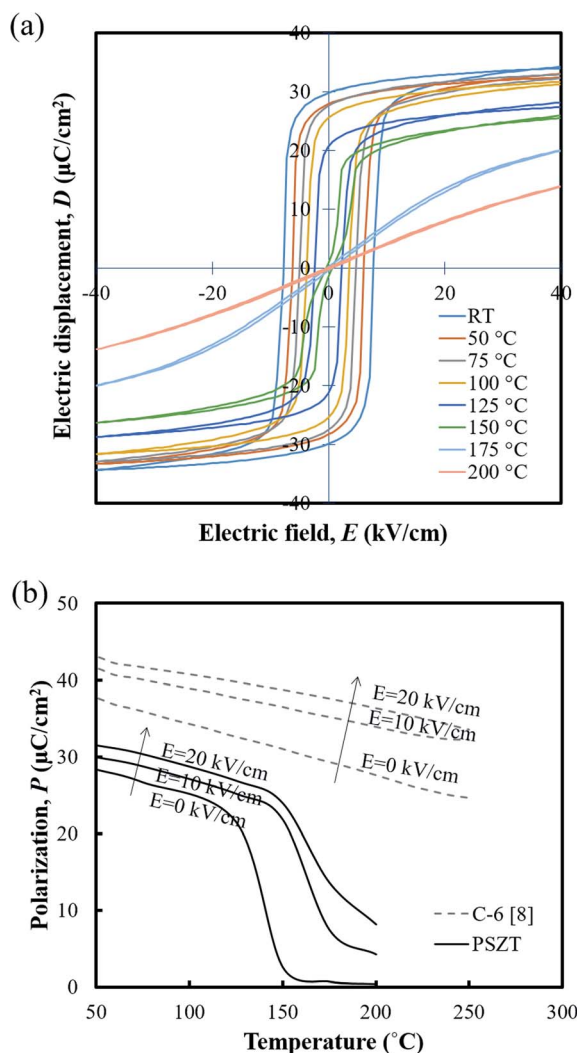 (a)
40
30
20
10
0
-40
-20
0
20
40
-10
-20
-30
-40
RT
50 °C
75 °C
100 °C
125 °C
150 °C
175 °C
200 °C
Electric displacement, D (μC/cm²)
Electric field, E (kV/cm)
(b)
50
40
30
20
10
0
E=20 kV/cm
E=10 kV/cm
E=0 kV/cm
E=20 kV/cm
E=10 kV/cm
E=0 kV/cm
C-6 [8]
PSZT
50
100
150
200
250
300
Polarization, P (μC/cm²)
Temperature (˚C)